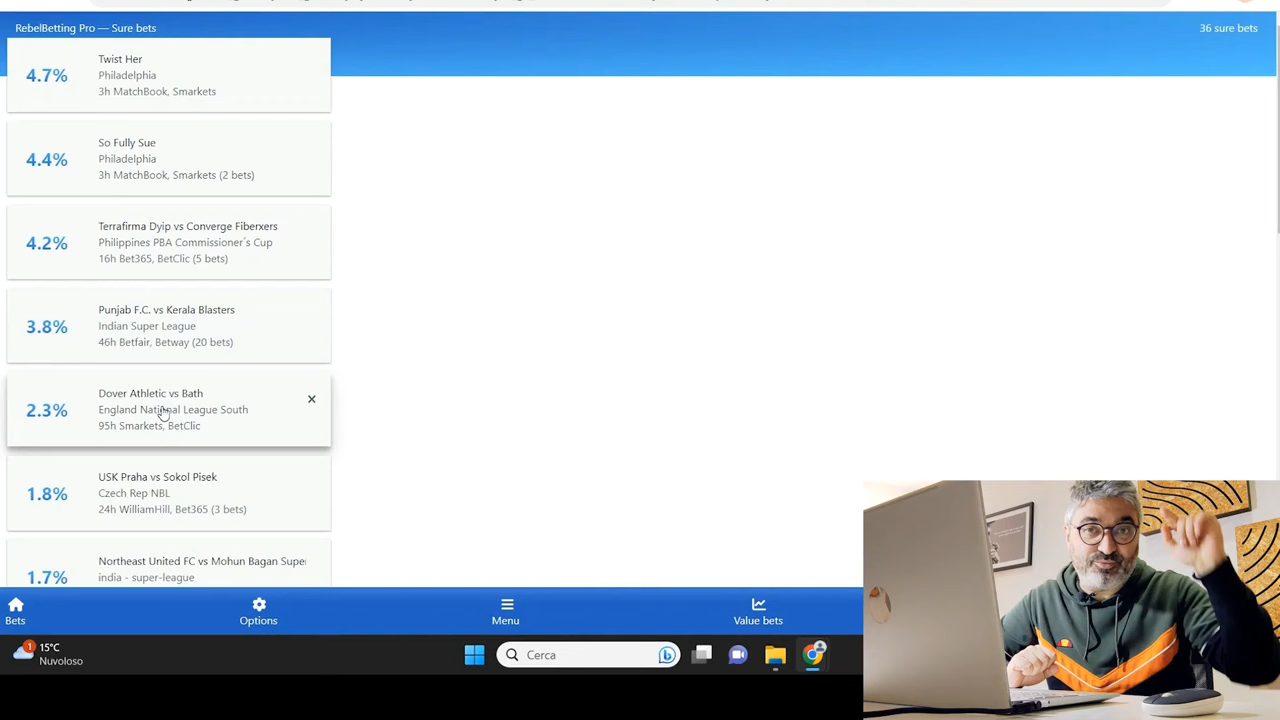 RebelBetting Pro — Sure bets
36 sure bets
4.7%
Twist Her
Philadelphia
3h MatchBook, Smarkets
4.4%
So Fully Sue
Philadelphia
3h MatchBook, Smarkets (2 bets)
4.2%
Terrafirma Dyip vs Converge Fiberxers
Philippines PBA Commissioner´s Cup
16h Bet365, BetClic (5 bets)
3.8%
Punjab F.C. vs Kerala Blasters
Indian Super League
46h Betfair, Betway (20 bets)
2.3%
Dover Athletic vs Bath
England National League South
95h Smarkets, BetClic
1.8%
USK Praha vs Sokol Pisek
Czech Rep NBL
24h WilliamHill, Bet365 (3 bets)
1.7%
Northeast United FC vs Mohun Bagan Supe
india - super-league
Bets
Options
Menu
Value bets
1
15°C
Nuvoloso
Cerca
ellesse